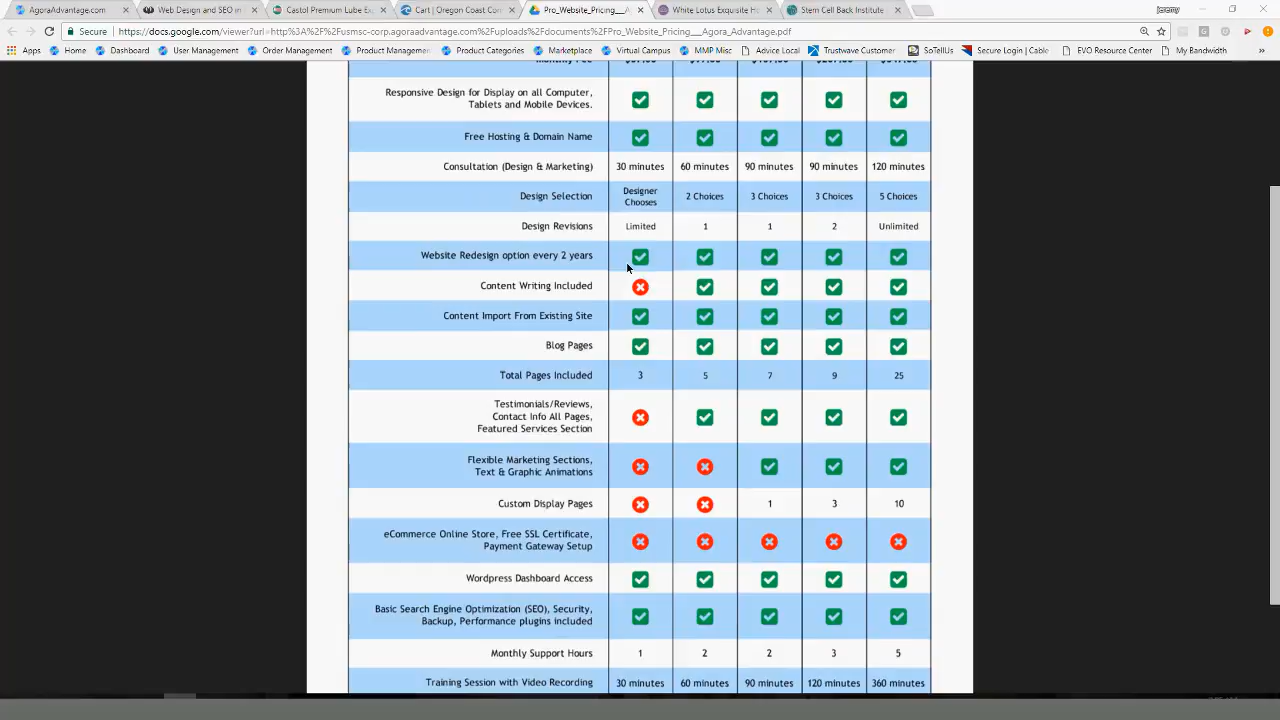 AgoraAdvantage.com
Web Design and SEO in
Castol Premium Lube Ex
Cart | Oregon Coast Com
Pro_Website_Pricing__A
White Lotus Acupunctu
Stem Cell Back Institute
Jeremy
Secure | https://docs.google.com/viewer?url=http%3A%2F%2Fusmsc-corp.agoraadvantage.com%2Fuploads%2Fdocuments%2FPro_Website_Pricing__Agora_Advantage.pdf
Apps Home Dashboard User Management Order Management Product Management Product Categories Marketplace Virtual Campus MMP Misc Advice Local Trustwave Customer SoTellUs Secure Login | Cark EVO Resource Center My Bandwidth
Monthly Fee
Responsive Design for Display on all Computer,
Tablets and Mobile Devices.
Free Hosting & Domain Name
Consultation (Design & Marketing) 30 minutes 60 minutes 90 minutes 90 minutes 120 minutes
Design Selection Designer Chooses 2 Choices 3 Choices 3 Choices 5 Choices
Design Revisions Limited 1 1 2 Unlimited
Website Redesign option every 2 years
Content Writing Included
Content Import From Existing Site
Blog Pages
Total Pages Included 3 5 7 9 25
Testimonials/Reviews,
Contact Info All Pages,
Featured Services Section
Flexible Marketing Sections,
Text & Graphic Animations
Custom Display Pages 1 3 10
eCommerce Online Store, Free SSL Certificate,
Payment Gateway Setup
Wordpress Dashboard Access
Basic Search Engine Optimization (SEO), Security,
Backup, Performance plugins included
Monthly Support Hours 1 2 2 3 5
Training Session with Video Recording 30 minutes 60 minutes 90 minutes 120 minutes 360 minutes